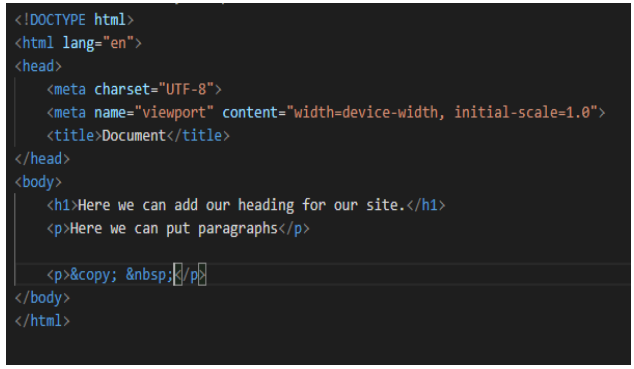 <!DOCTYPE html>
<html lang="en">
<head>
    <meta charset="UTF-8">
    <meta name="viewport" content="width=device-width, initial-scale=1.0">
    <title>Document</title>
</head>
<body>
    <h1>Here we can add our heading for our site.</h1>
    <p>Here we can put paragraphs</p>

    <p>&copy; &nbsp;</p>
</body>
</html>